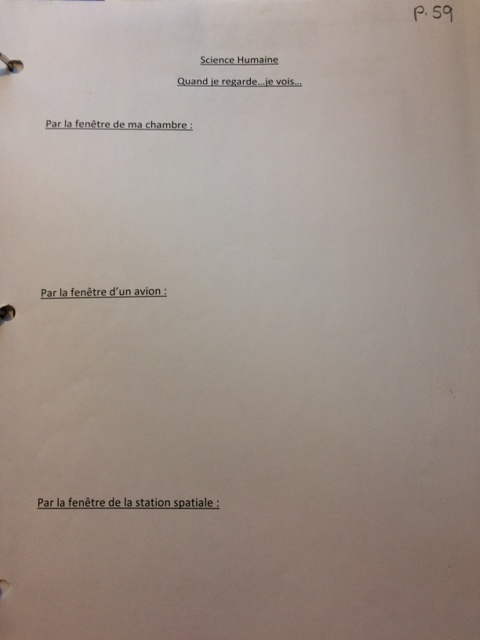 p.59
Science Humaine
Quand je regarde...je vois...
Par la fenêtre de ma chambre :
Par la fenêtre d'un avion :
Par la fenêtre de la station spatiale :